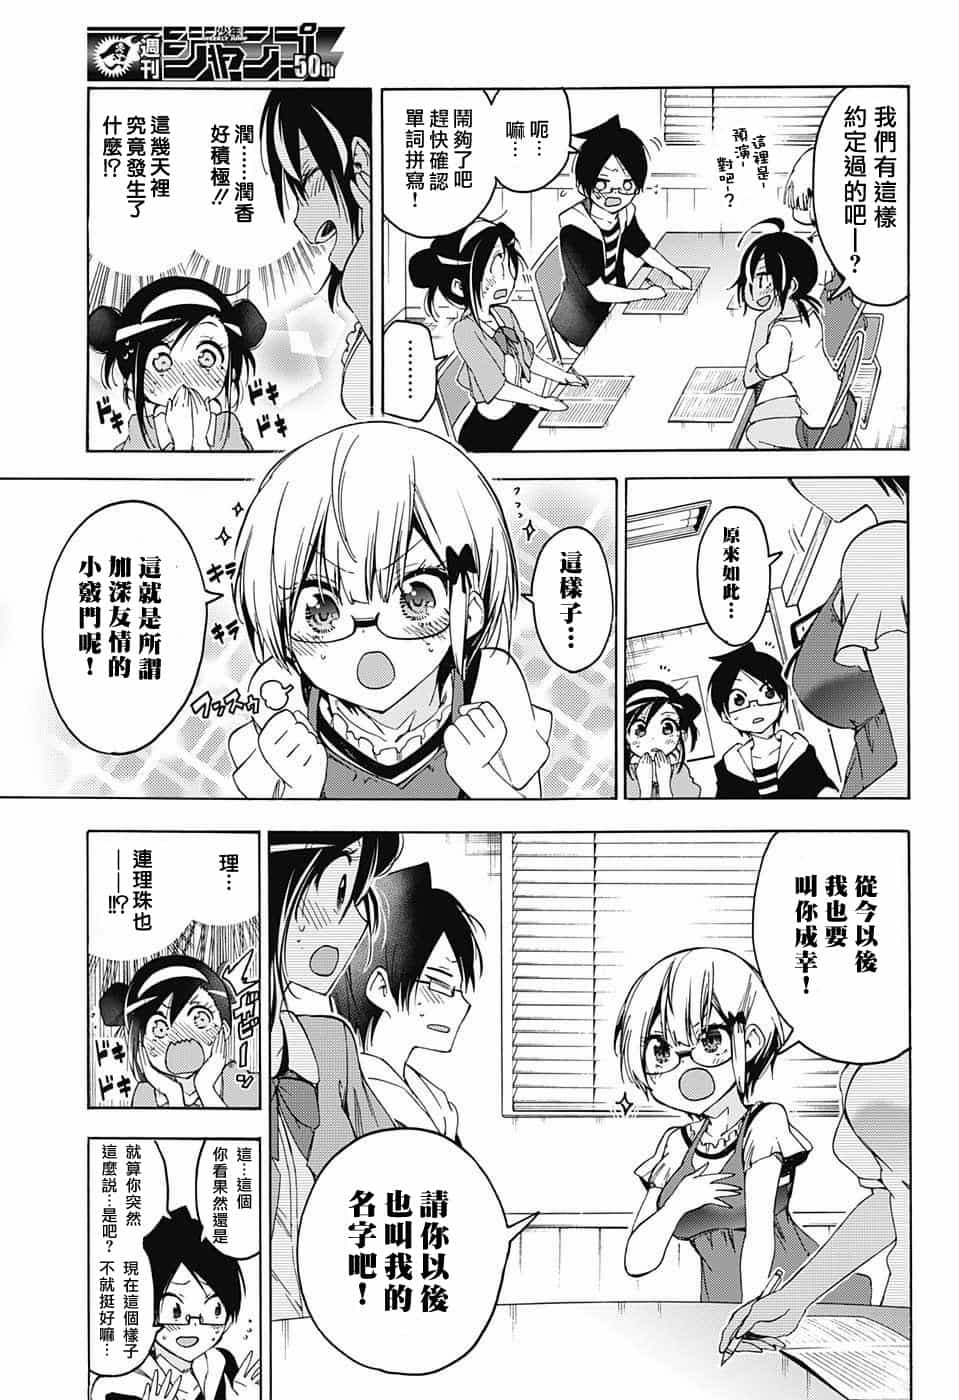 週刊
少年
ジャンプ
50th
我們有這樣
約定過的吧—?
這裡是-
預演-
對吧-?
呃…
嘛…
鬧夠了吧
趕快確認
單詞拼寫!
………
潤……潤香
好積極!!
這幾天裡
究竟發生了
什麼!?
ドキ
ドキ
原來如此…
這樣子…
キラ
キラ
フッスゥ
這就是所謂
加深友情的
小竅門呢!
從今以後
我也要
叫你成幸!
請你以後
也叫我的
名字吧!
理…
連理珠也
——!!?
ドキ
ドキ
這…這個
你看果然還是
就算你突然
這麼說…是吧?
現在這個樣子
不就挺好嘛…